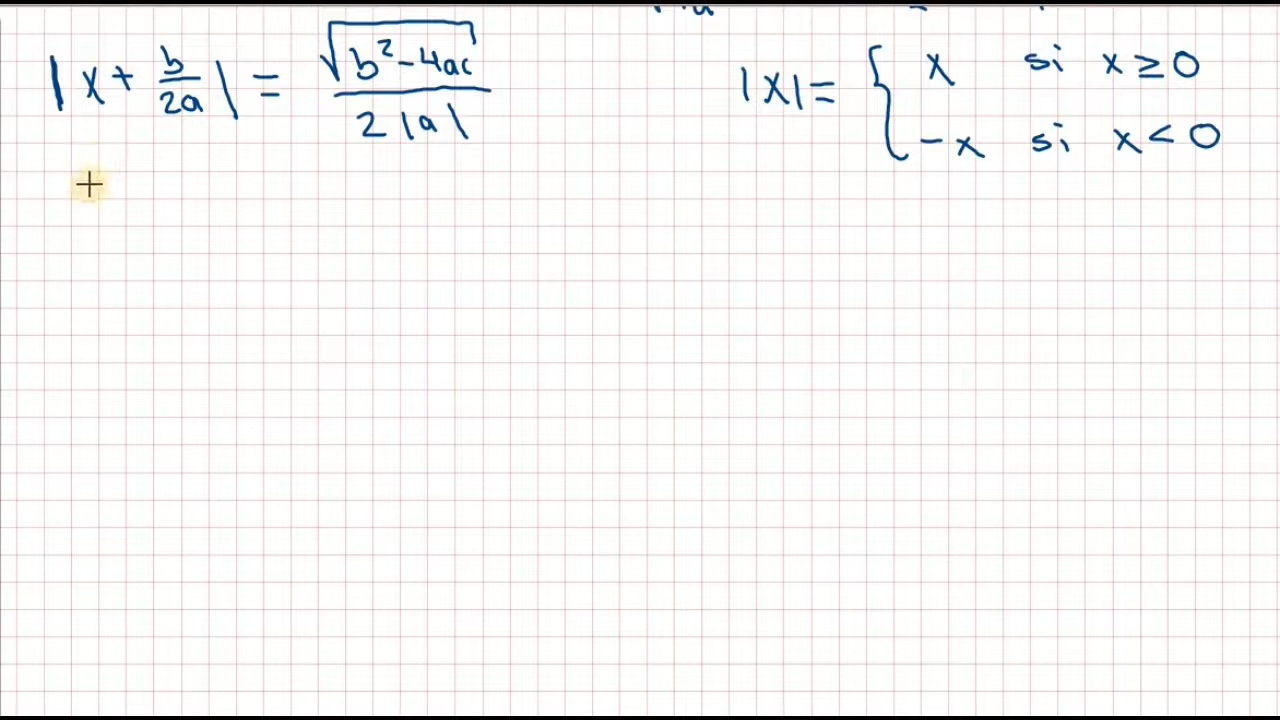 |x + b/2a| = √(b² - 4ac) / 2|a|
|x| = { x si x ≥ 0
-x si x < 0